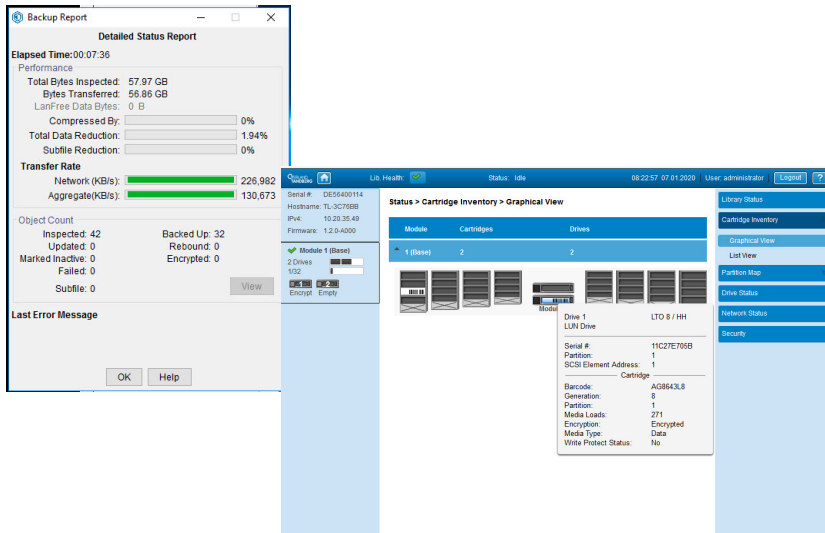 Backup Report
Detailed Status Report
Elapsed Time:00:07:36
Performance
Total Bytes Inspected: 57.97 GB
Bytes Transferred: 56.86 GB
LanFree Data Bytes: 0 B
Compressed By: 0%
Total Data Reduction: 1.94%
Subfile Reduction: 0%
Transfer Rate
Network (KB/s): 226,982
Aggregate(KB/s): 130,673
Object Count
Inspected: 42 Backed Up: 32
Updated: 0 Rebound: 0
Marked Inactive: 0 Encrypted: 0
Failed: 0
Subfile: 0 View
Last Error Message
OK Help
TANDBERG Lib. Health: Status: Idle 08:22:57 07.01.2020 User: administrator Logout ?
Serial #: DE56400114
Hostname: TL-3C76BB
IPv4: 10.20.35.49
Firmware: 1.2.0-A000
Module 1 (Base)
2 Drives
1/32
1 2
Encrypt Empty
Status > Cartridge Inventory > Graphical View
Module Cartridges Drives
1 (Base) 2 2
Modul
Drive 1 LTO 8 / HH
LUN Drive
Serial #: 11C27E705B
Partition: 1
SCSI Element Address: 1
Cartridge
Barcode: AG8643L8
Generation: 8
Partition: 1
Media Loads: 271
Encryption: Encrypted
Media Type: Data
Write Protect Status: No
Library Status
Cartridge Inventory
Graphical View
List View
Partition Map
Drive Status
Network Status
Security